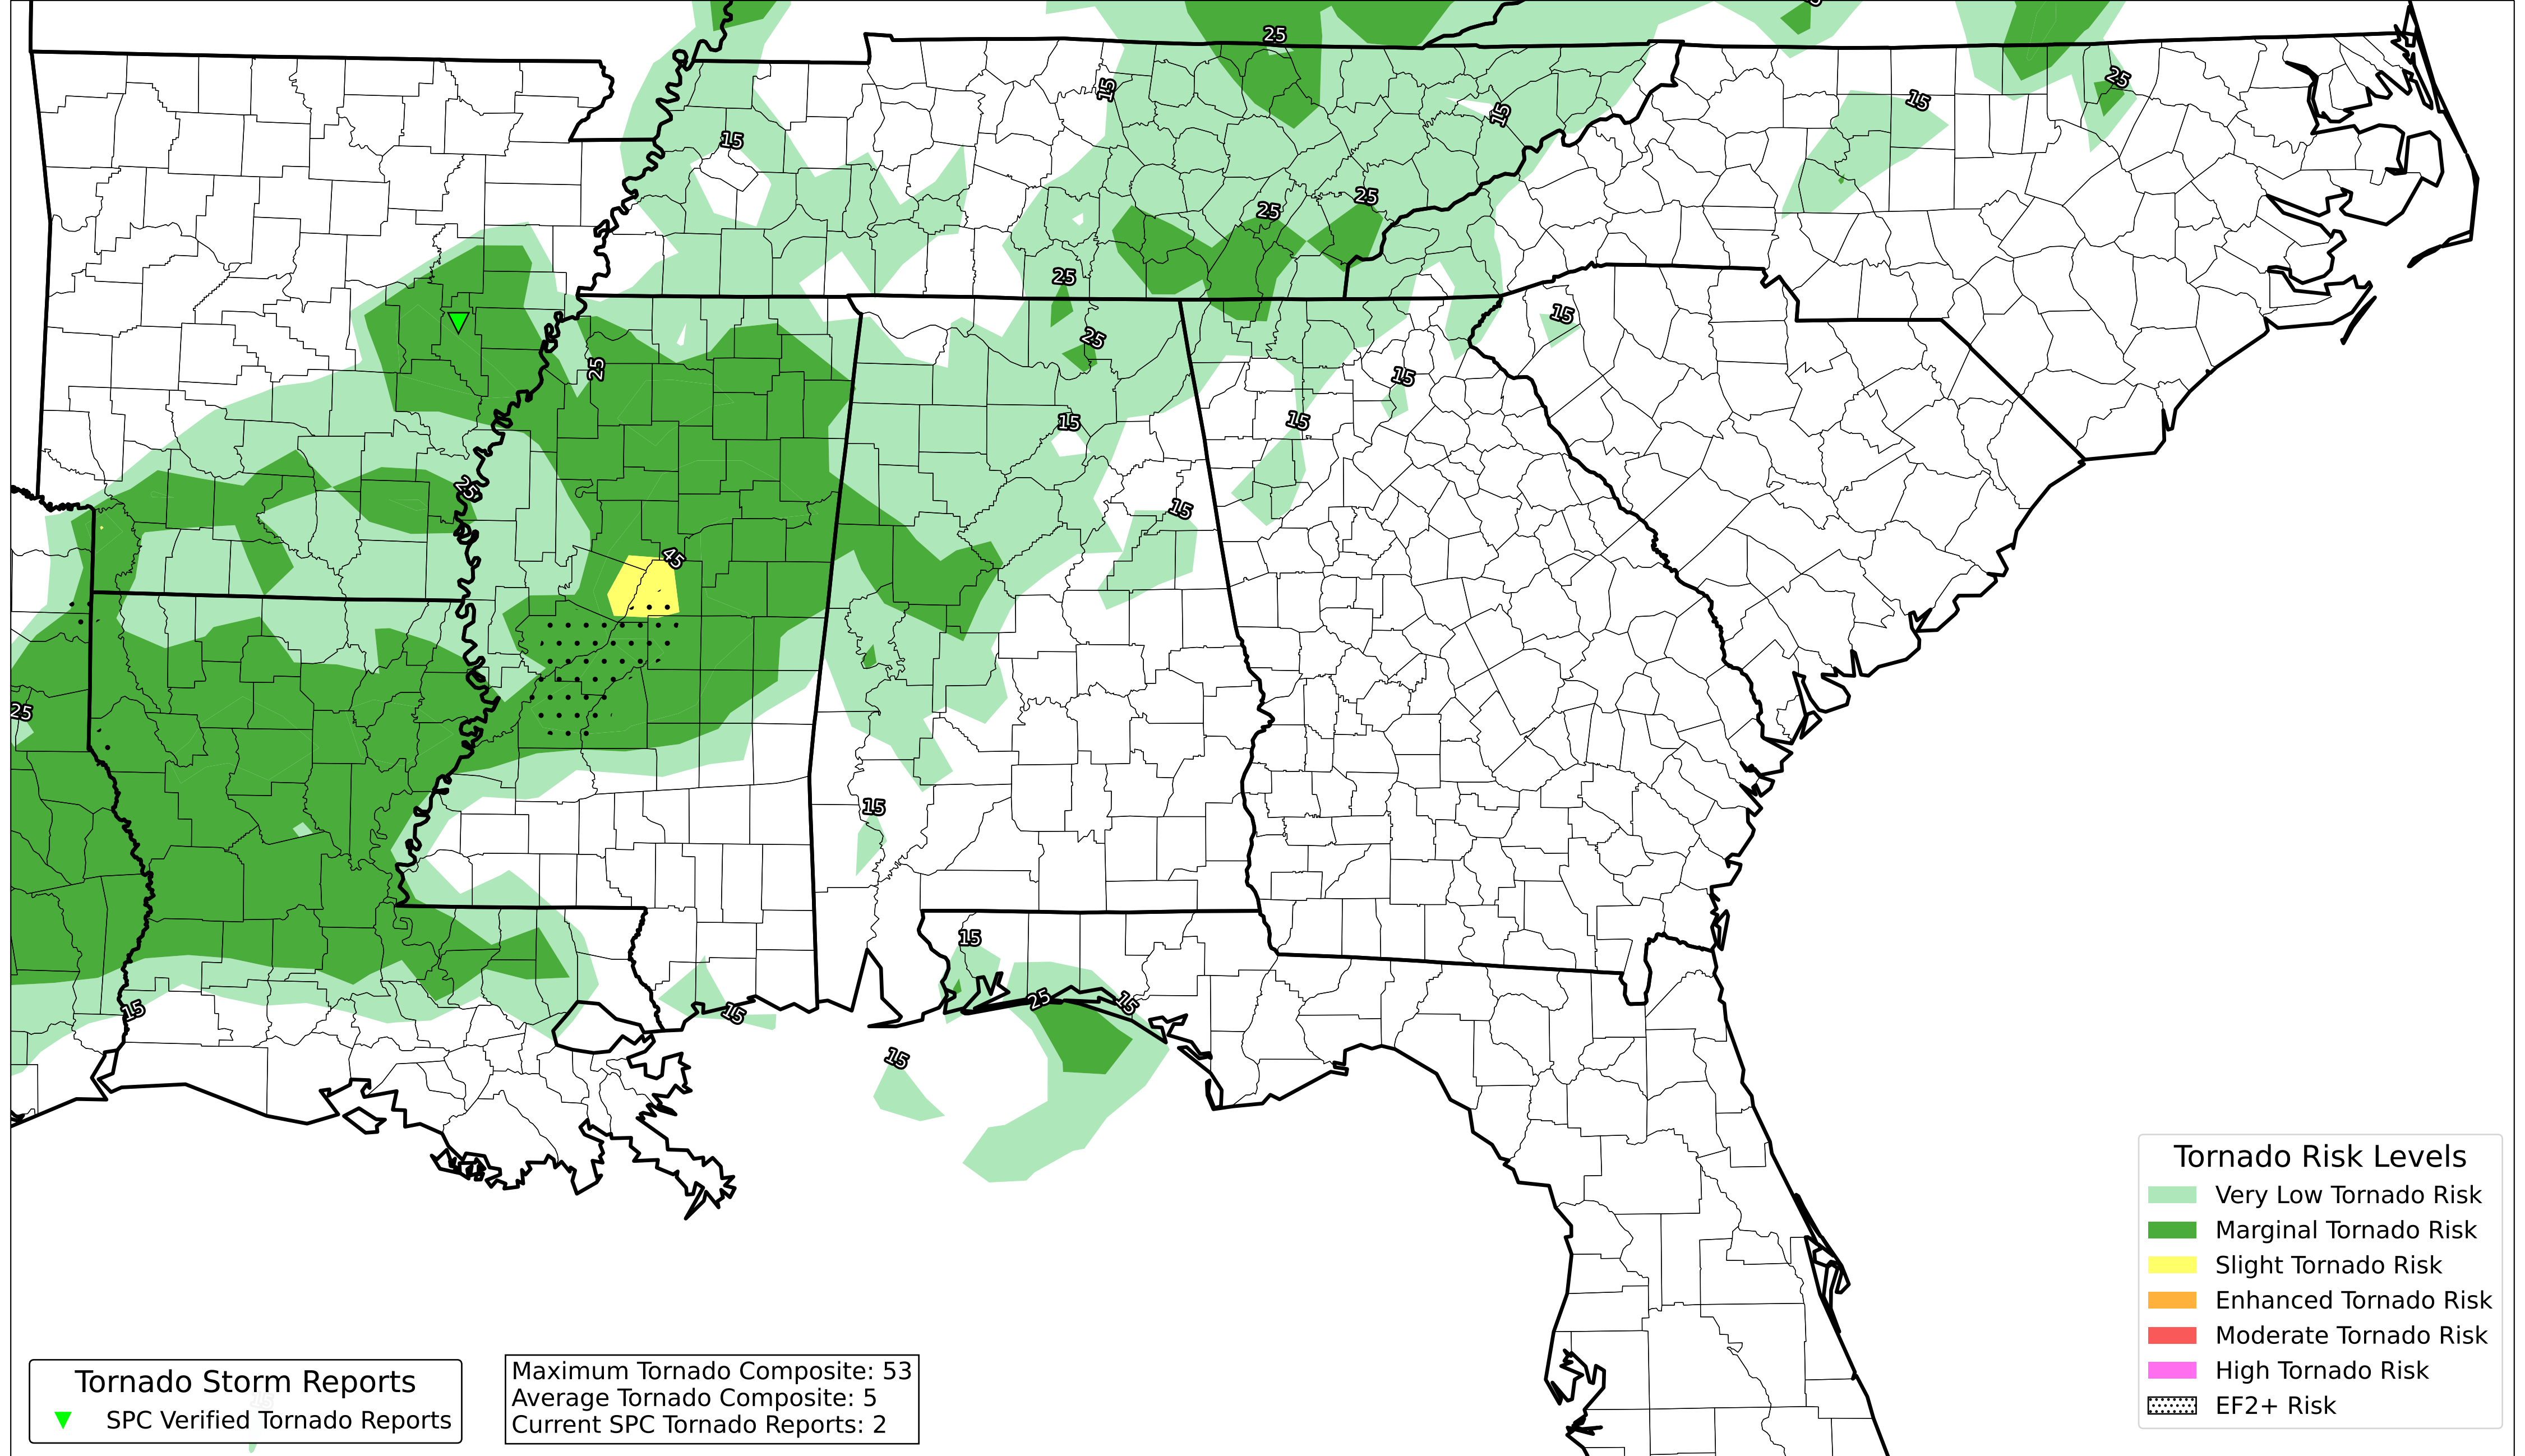 25
25
15
15
15
15
25
25
25
15
25
25
15
15
15
15
25
15
45
25
15
15
25
15
15
15
15
Tornado Risk Levels
Very Low Tornado Risk
Marginal Tornado Risk
Slight Tornado Risk
Enhanced Tornado Risk
Moderate Tornado Risk
High Tornado Risk
EF2+ Risk
Tornado Storm Reports
SPC Verified Tornado Reports
Maximum Tornado Composite: 53
Average Tornado Composite: 5
Current SPC Tornado Reports: 2